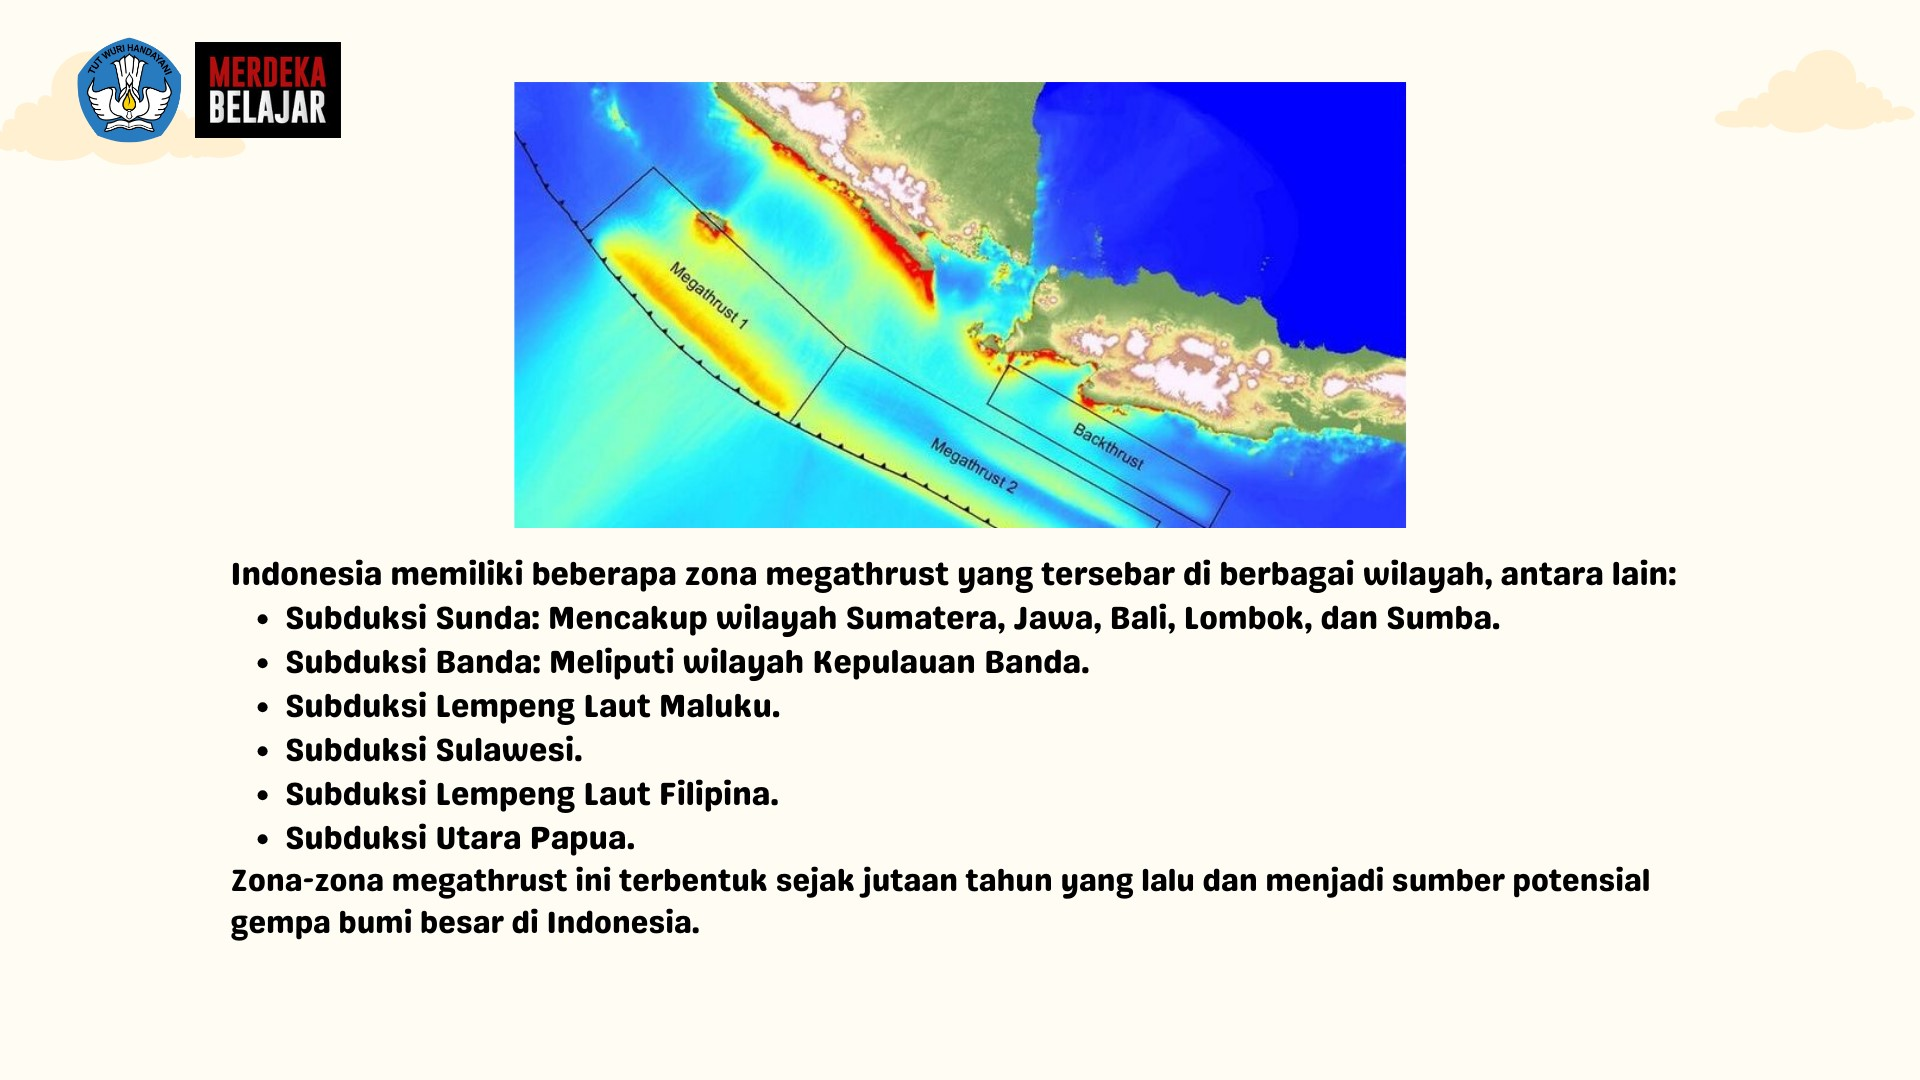 TUT WURI HANDAYANI
MERDEKA
BELAJAR
Megathrust 1
Megathrust 2
Backthrust
Indonesia memiliki beberapa zona megathrust yang tersebar di berbagai wilayah, antara lain:
• Subduksi Sunda: Mencakup wilayah Sumatera, Jawa, Bali, Lombok, dan Sumba.
• Subduksi Banda: Meliputi wilayah Kepulauan Banda.
• Subduksi Lempeng Laut Maluku.
• Subduksi Sulawesi.
• Subduksi Lempeng Laut Filipina.
• Subduksi Utara Papua.
Zona-zona megathrust ini terbentuk sejak jutaan tahun yang lalu dan menjadi sumber potensial
gempa bumi besar di Indonesia.